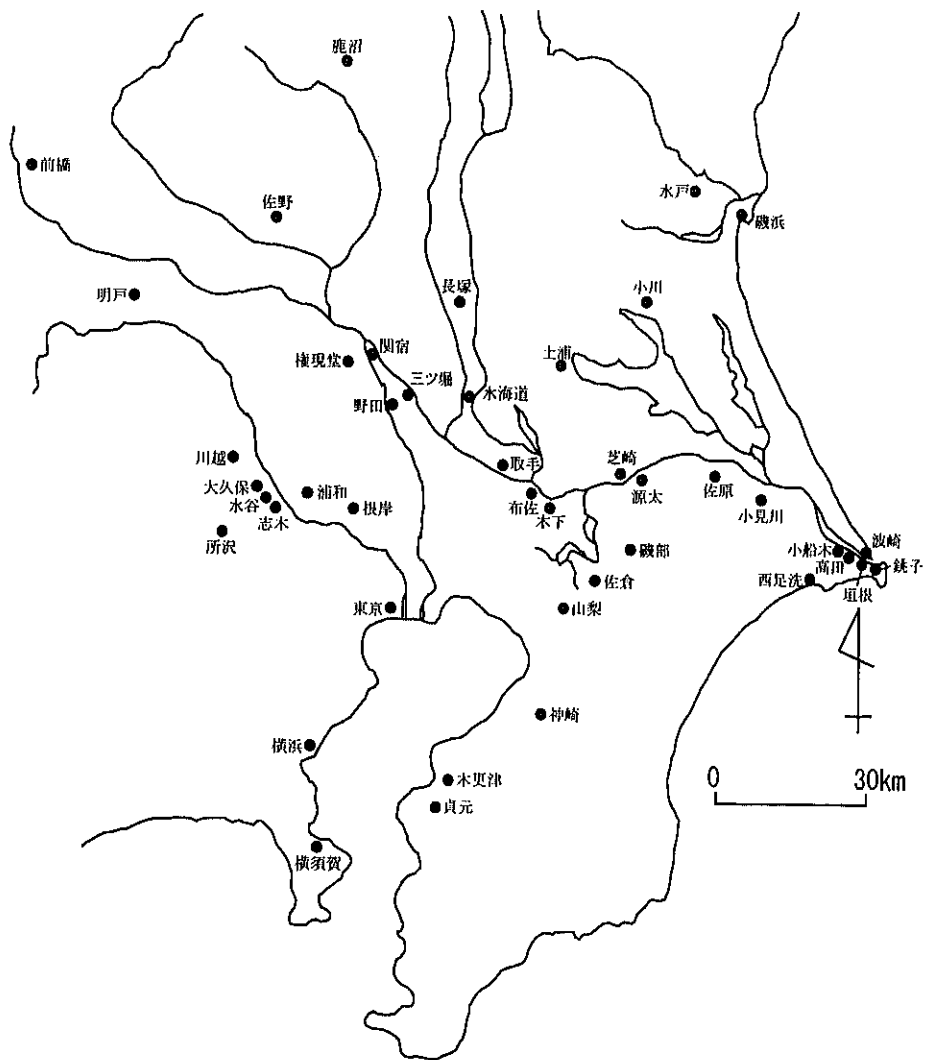 鹿沼
前橋
佐野
水戸
磯浜
明戸
長塚
小川
関宿
権現堂
土浦
三ツ堀
野田
水海道
川越
取手
芝崎
大久保
浦和
水谷
志木
根岸
布佐
木下
源太
佐原
小見川
所沢
磯部
小船木
波崎
高田
銚子
西足洗
佐倉
垣根
東京
山梨
神崎
横浜
木更津
貞元
0 30km
横須賀